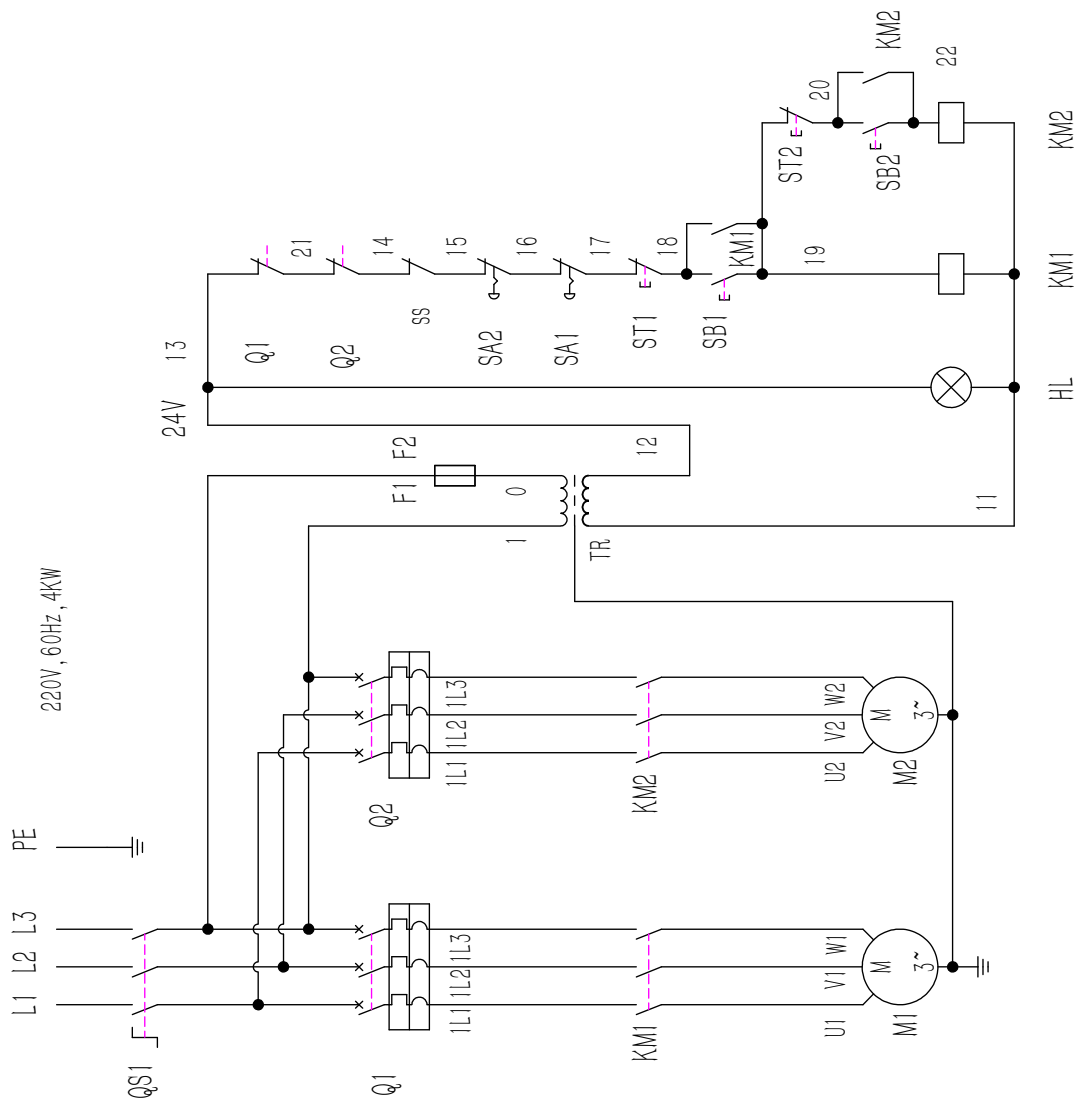 220V,60Hz,4KW
L1
L2
L3
PE
QS1
Q1
1L1
1L2
1L3
KM1
U1
V1
W1
M
3~
M1
Q2
1L1
1L2
1L3
KM2
U2
V2
W2
M
3~
M2
F1
F2
1
0
TR
12
11
24V
13
HL
Q1
21
Q2
14
SS
15
SA2
16
SA1
17
ST1
18
SB1
KM1
19
KM1
ST2
20
SB2
KM2
22
KM2